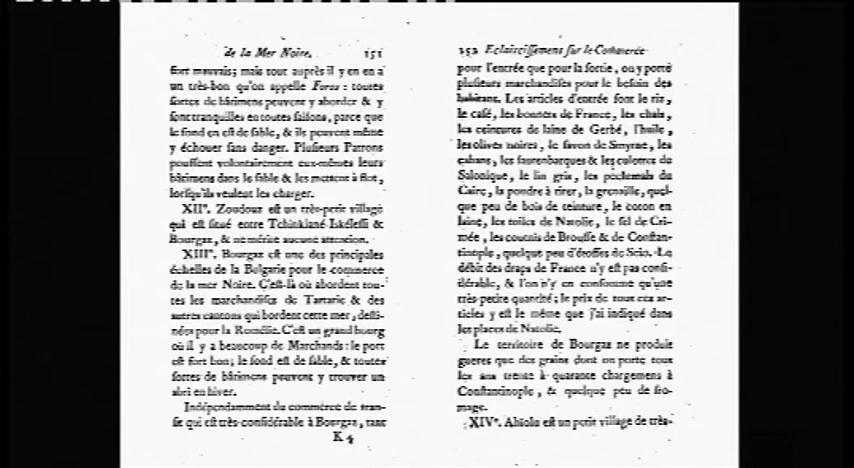 de la Mer Noire. 151
fort mauvais; mais tout auprès il y en en a
un très-bon qu'on appelle Foros: toutes
sortes de bâtimens peuvent y aborder & y
sont tranquilles en toutes saisons, parce que
le fond en est de sable, & ils peuvent même
y échouer sans danger. Plusieurs Patrons
poussent volontairement eux-mêmes leurs
bâtimens dans le sable & les mettent à flot,
lorsqu'ils veulent les charger.
XII°. Zoudouz est un très-petit village
qui est situé entre Tchinklané-Iskélessi &
Bourgaz, & ne mérite aucune attention.
XIII°. Bourgaz est une des principales
échelles de la Bulgarie pour le commerce
de la mer Noire. C'est-là où abordent tou-
tes les marchandises de Tartarie & des
autres cantons qui bordent cette mer, desti-
nées pour la Romélie. C'est un grand bourg
où il y a beaucoup de Marchands: le port
est fort bon; le fond est de sable, & toutes
sortes de bâtimens peuvent y trouver un
abri en hiver.
Indépendamment du commerce de tran-
site qui est très-considérable à Bourgaz, tant
K 4
152 Eclaircissemens sur le Commerce
pour l'entrée que pour la sortie, on y porte
plusieurs marchandises pour le besoin des
habitans. Les articles d'entrée sont le riz,
le café, les bonnets de France, les chals,
les ceintures de laine de Gerbé, l'huile,
les olives noires, le savon de Smyrne, les
cabans, les & les culottes de
Salonique, le lin gris, les du
Caire, la poudre à tirer, la grenaille, quel-
que peu de bois de teinture, le coton en
laine, les toiles de Natolie, le sel de Cri-
mée, les coutnis de Brousse & de Constan-
tinople, quelque peu d'étoffes de Scio. Le
débit des draps de France n'y est pas consi-
dérable, & l'on n'y en consomme qu'une
très-petite quantité; le prix de tous ces ar-
ticles y est le même que j'ai indiqué dans
les places de Natolie.
Le territoire de Bourgaz ne produit
gueres que des grains dont on porte tous
les ans trente à quarante chargemens à
Constantinople, & quelque peu de fro-
mage.
XIV°. Ahiolu est un petit village de très-